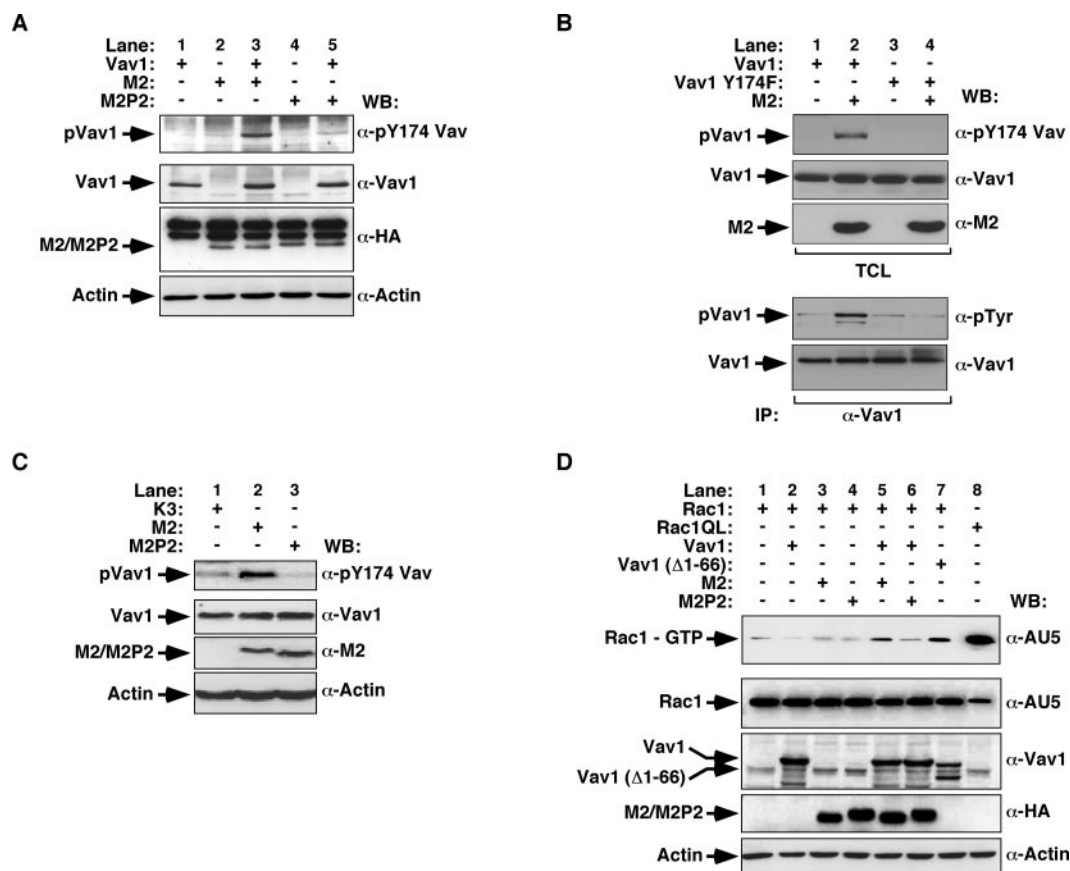 A
Lane: 1 2 3 4 5
Vav1: + - + - +
M2: - + + - -
M2P2: - - - + + WB:
pVav1 α-pY174 Vav
Vav1 α-Vav1
M2/M2P2 α-HA
Actin α-Actin
B
Lane: 1 2 3 4
Vav1: + + - -
Vav1 Y174F: - - + +
M2: - + - + WB:
pVav1 α-pY174 Vav
Vav1 α-Vav1
M2 α-M2
TCL
pVav1 α-pTyr
Vav1 α-Vav1
IP: α-Vav1
C
Lane: 1 2 3
K3: + - -
M2: - + -
M2P2: - - + WB:
pVav1 α-pY174 Vav
Vav1 α-Vav1
M2/M2P2 α-M2
Actin α-Actin
D
Lane: 1 2 3 4 5 6 7 8
Rac1: + + + + + + + -
Rac1QL: - - - - - - - +
Vav1: - + - - + + - -
Vav1 (Δ1-66): - - - - - - + -
M2: - - + - + - - -
M2P2: - - - + - + - - WB:
Rac1 - GTP α-AU5
Rac1 α-AU5
Vav1 α-Vav1
Vav1 (Δ1-66)
M2/M2P2 α-HA
Actin α-Actin